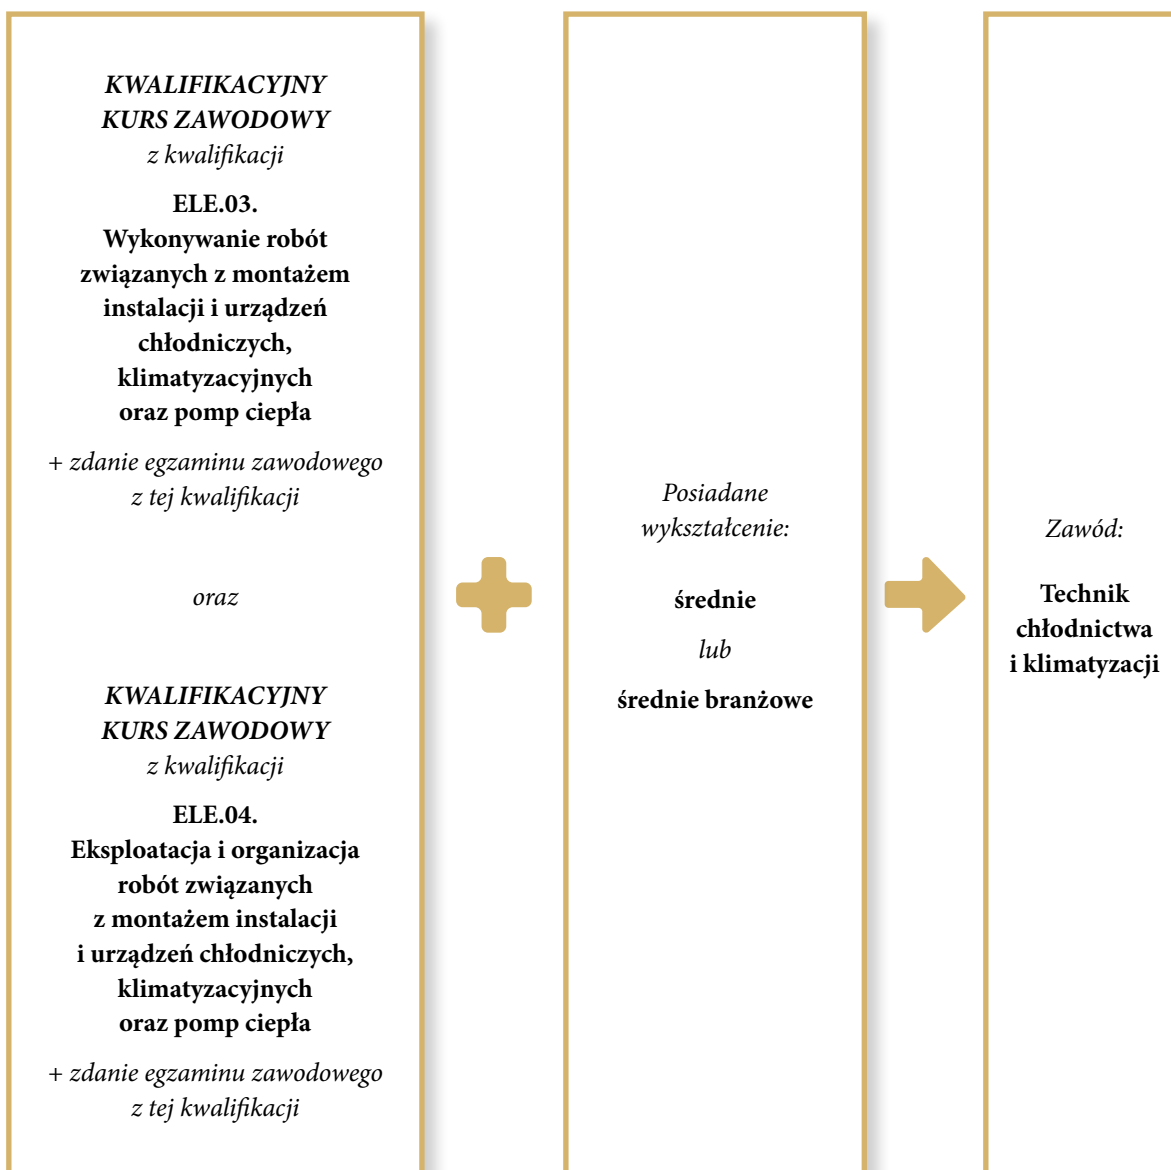 KWALIFIKACYJNY
KURS ZAWODOWY
z kwalifikacji
ELE.03.
Wykonywanie robót
związanych z montażem
instalacji i urządzeń
chłodniczych,
klimatyzacyjnych
oraz pomp ciepła
+ zdanie egzaminu zawodowego
z tej kwalifikacji
oraz
KWALIFIKACYJNY
KURS ZAWODOWY
z kwalifikacji
ELE.04.
Eksploatacja i organizacja
robót związanych
z montażem instalacji
i urządzeń chłodniczych,
klimatyzacyjnych
oraz pomp ciepła
+ zdanie egzaminu zawodowego
z tej kwalifikacji
Posiadane
wykształcenie:
średnie
lub
średnie branżowe
Zawód:
Technik
chłodnictwa
i klimatyzacji